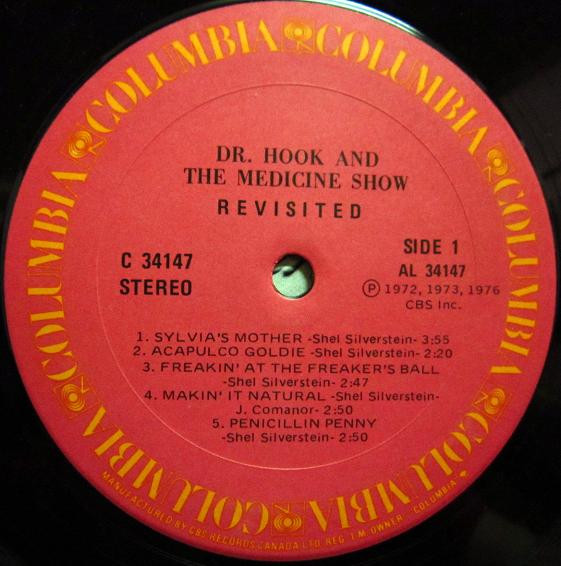 COLUMBIA COLUMBIA COLUMBIA COLUMBIA COLUMBIA COLUMBIA COLUMBIA COLUMBIA
DR. HOOK AND
THE MEDICINE SHOW
REVISITED
C 34147
STEREO
SIDE 1
AL 34147
Ⓟ 1972, 1973, 1976
CBS Inc.
1. SYLVIA'S MOTHER -Shel Silverstein- 3:55
2. ACAPULCO GOLDIE -Shel Silverstein- 2:20
3. FREAKIN' AT THE FREAKER'S BALL
-Shel Silverstein- 2:47
4. MAKIN' IT NATURAL -Shel Silverstein-
J. Comanor- 2:50
5. PENICILLIN PENNY
-Shel Silverstein- 2:50
MANUFACTURED BY CBS RECORDS CANADA LTD. REG. T.M. OWNER - COLUMBIA